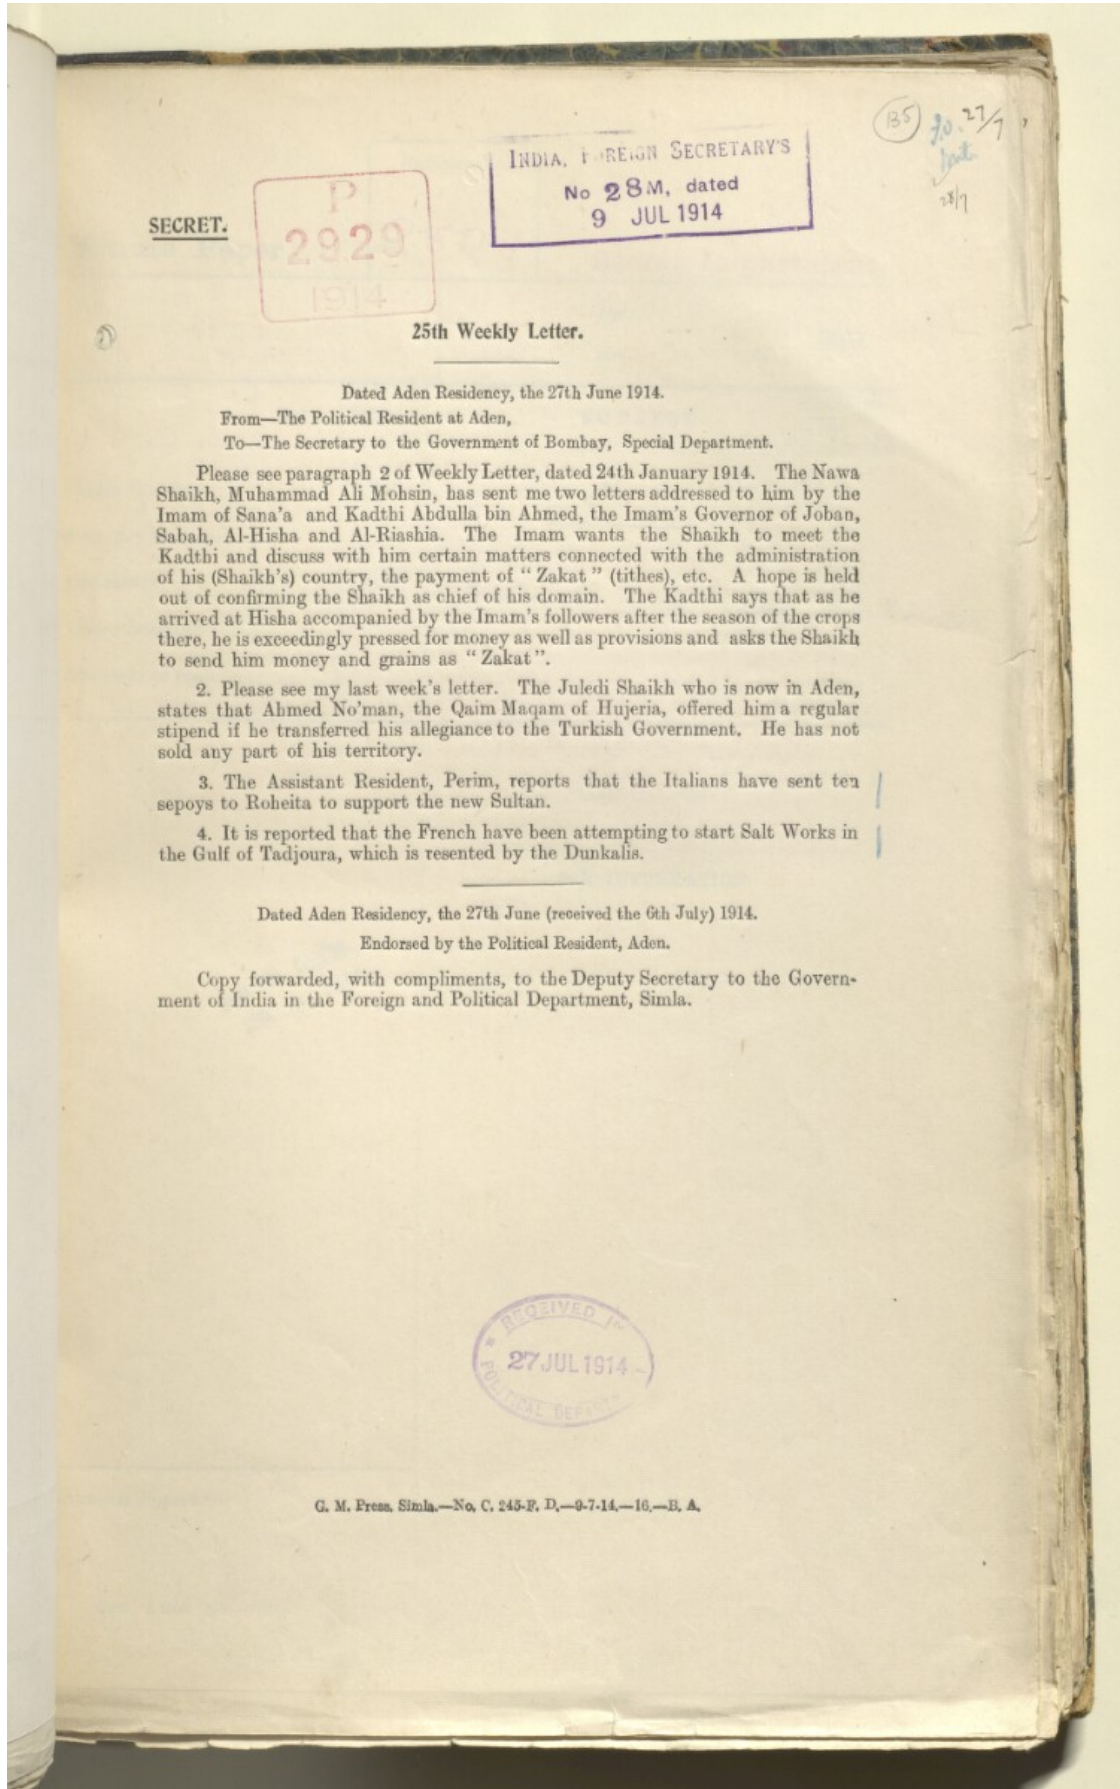 135
F.O. 27/7
28/7
INDIA, FOREIGN SECRETARY'S
No 28M, dated
9 JUL 1914
P
2929
1914
SECRET.
25th Weekly Letter.
Dated Aden Residency, the 27th June 1914.
From—The Political Resident at Aden,
To—The Secretary to the Government of Bombay, Special Department.
Please see paragraph 2 of Weekly Letter, dated 24th January 1914. The Nawa
Shaikh, Muhammad Ali Mohsin, has sent me two letters addressed to him by the
Imam of Sana'a and Kadthi Abdulla bin Ahmed, the Imam's Governor of Joban,
Sabah, Al-Hisha and Al-Riashia. The Imam wants the Shaikh to meet the
Kadthi and discuss with him certain matters connected with the administration
of his (Shaikh's) country, the payment of "Zakat" (tithes), etc. A hope is held
out of confirming the Shaikh as chief of his domain. The Kadthi says that as he
arrived at Hisha accompanied by the Imam's followers after the season of the crops
there, he is exceedingly pressed for money as well as provisions and asks the Shaikh
to send him money and grains as "Zakat".
2. Please see my last week's letter. The Juledi Shaikh who is now in Aden,
states that Ahmed No'man, the Qaim Maqam of Hujeria, offered him a regular
stipend if he transferred his allegiance to the Turkish Government. He has not
sold any part of his territory.
3. The Assistant Resident, Perim, reports that the Italians have sent ten
sepoys to Roheita to support the new Sultan.
4. It is reported that the French have been attempting to start Salt Works in
the Gulf of Tadjoura, which is resented by the Dunkalis.
Dated Aden Residency, the 27th June (received the 6th July) 1914.
Endorsed by the Political Resident, Aden.
Copy forwarded, with compliments, to the Deputy Secretary to the Govern-
ment of India in the Foreign and Political Department, Simla.
RECEIVED IN
27 JUL 1914
POLITICAL DEPART
G. M. Press, Simla.—No. C. 245-F. D.—9-7-14.—16.—B. A.